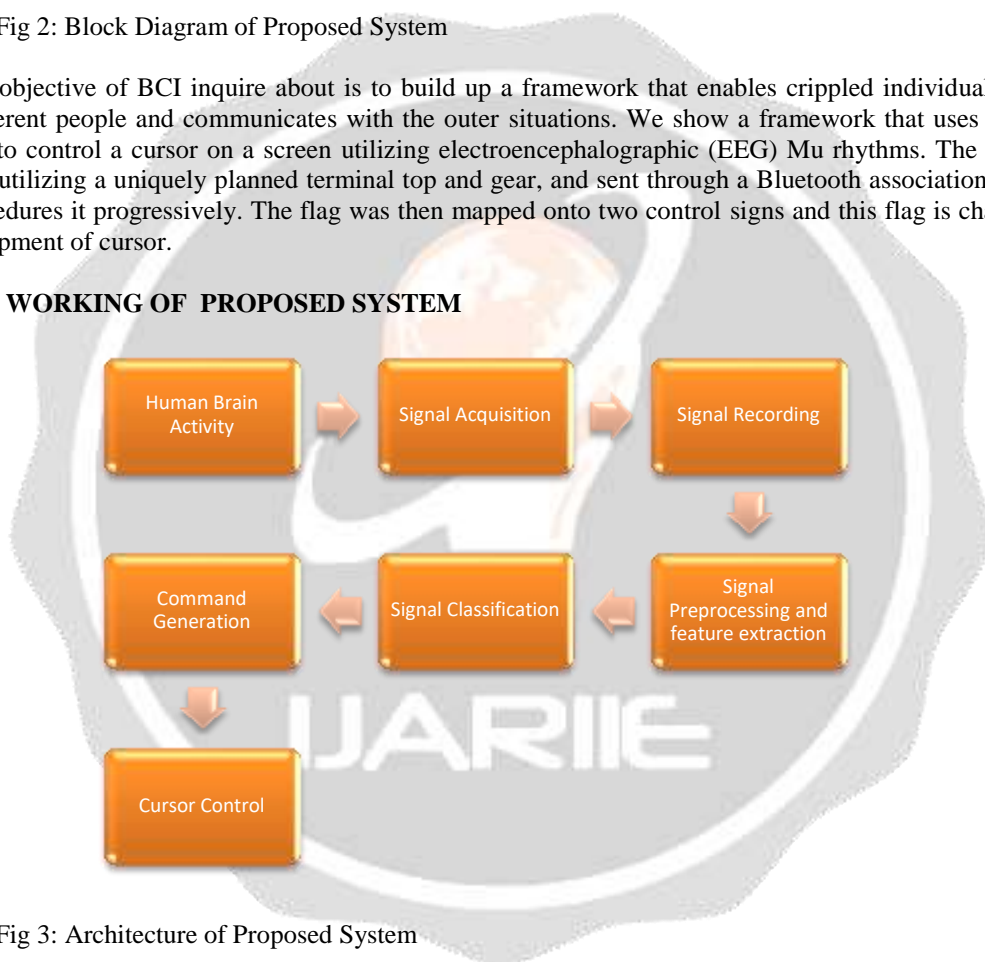 Fig 2: Block Diagram of Proposed System
objective of BCI inquire about is to build up a framework that enables crippled individual
erent people and communicates with the outer situations. We show a framework that uses
to control a cursor on a screen utilizing electroencephalographic (EEG) Mu rhythms. The
utilizing a uniquely planned terminal top and gear, and sent through a Bluetooth association
edures it progressively. The flag was then mapped onto two control signs and this flag is cha
pment of cursor.
WORKING OF PROPOSED SYSTEM
Human Brain
Activity
Signal Acquisition
Signal Recording
Signal
Preprocessing and
feature extraction
Signal Classification
Command
Generation
IJARIIE
Cursor Control
Fig 3: Architecture of Proposed System